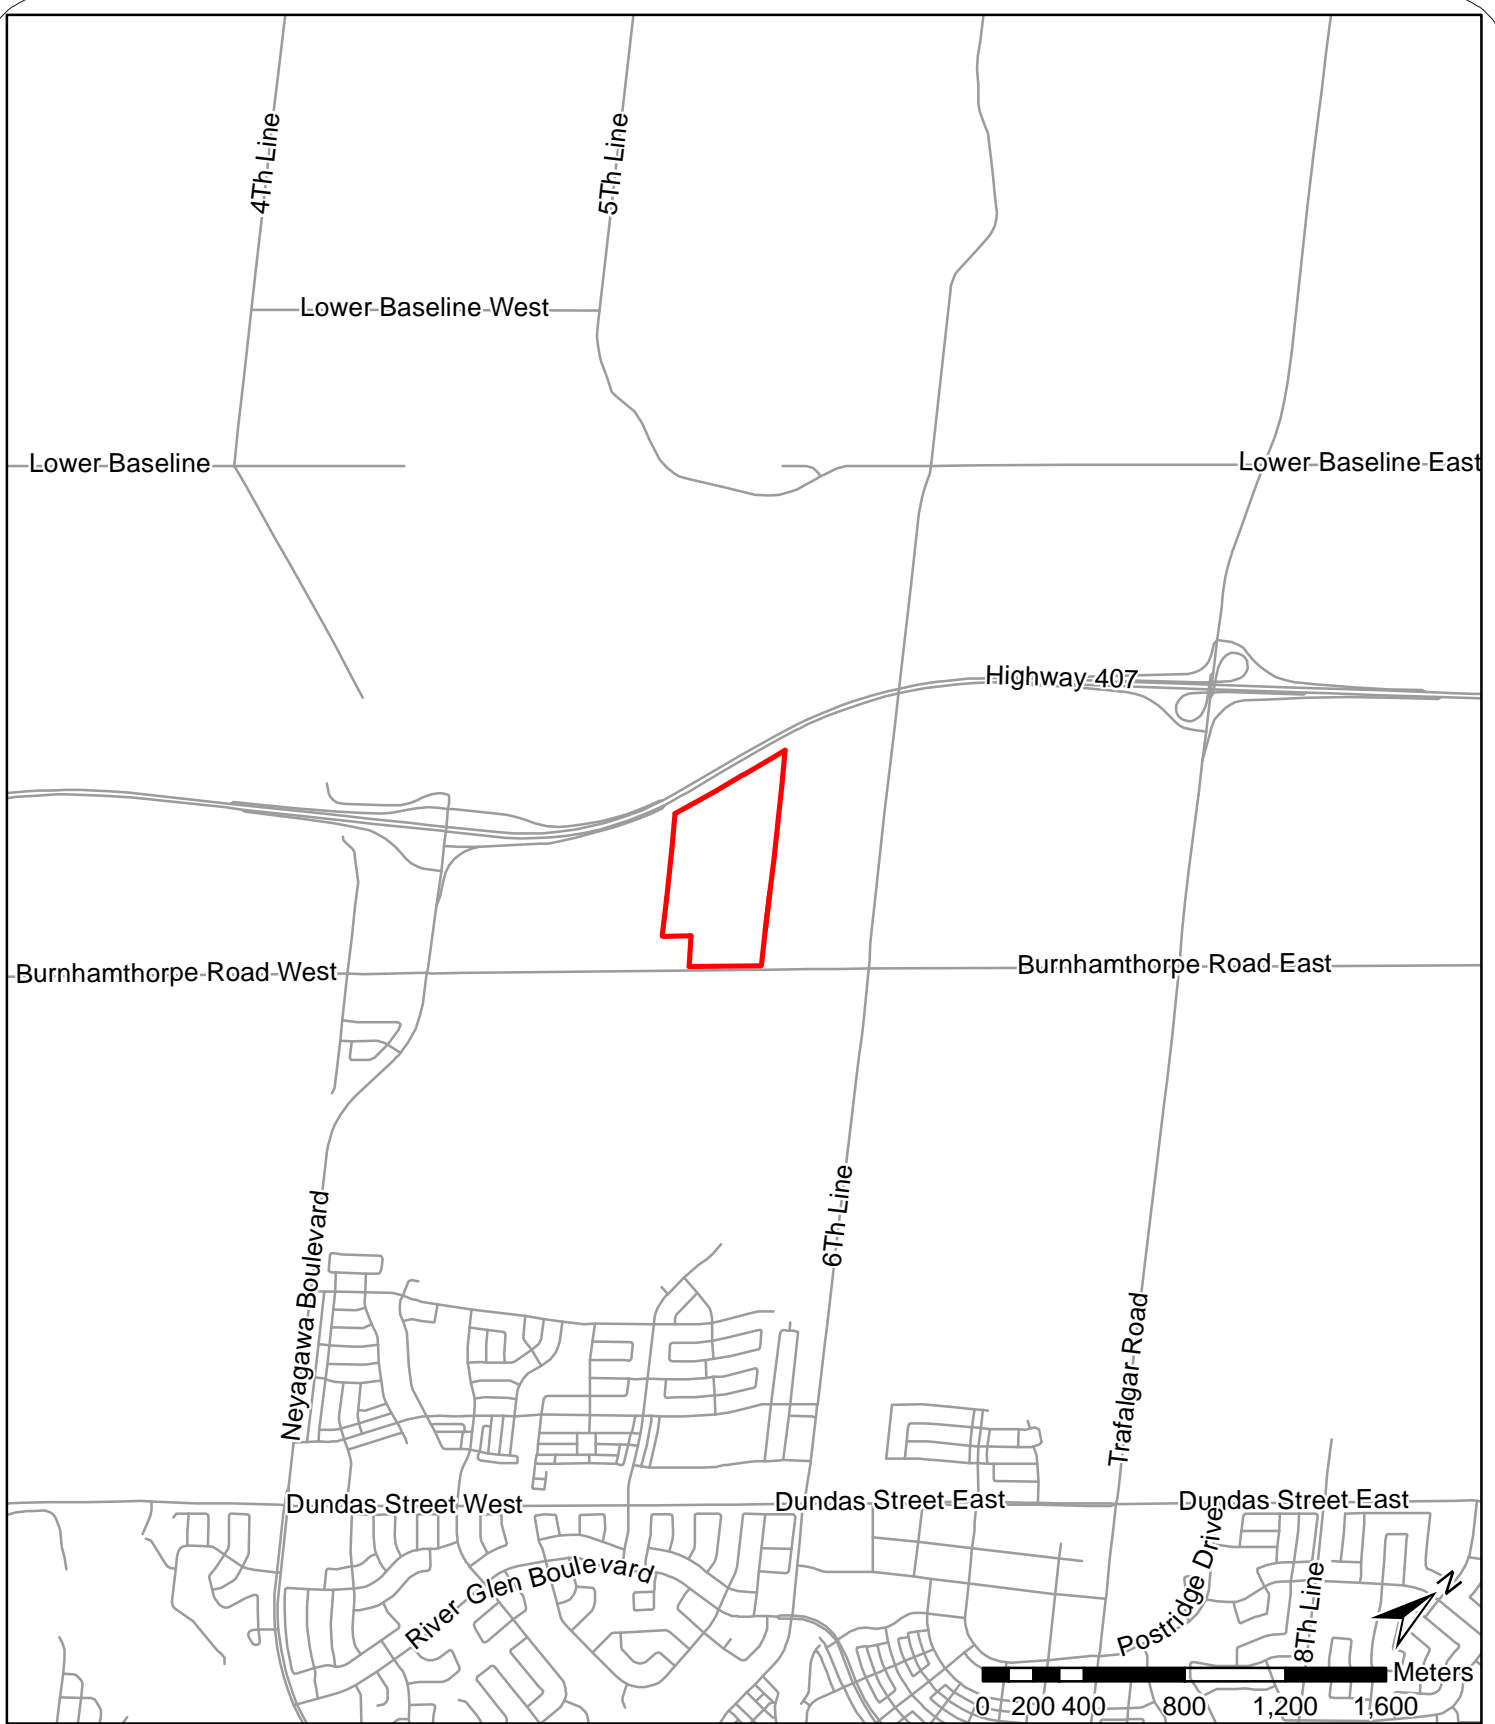 4Th Line
5Th Line
Lower Baseline West
Lower Baseline
Lower Baseline East
Highway 407
Burnhamthorpe Road West
Burnhamthorpe Road East
6Th Line
Neyagawa Boulevard
Trafalgar Road
Dundas Street West
Dundas Street East
Dundas Street East
River Glen Boulevard
Postridge Drive
8Th Line
N
Meters
0 200 400 800 1,200 1,600